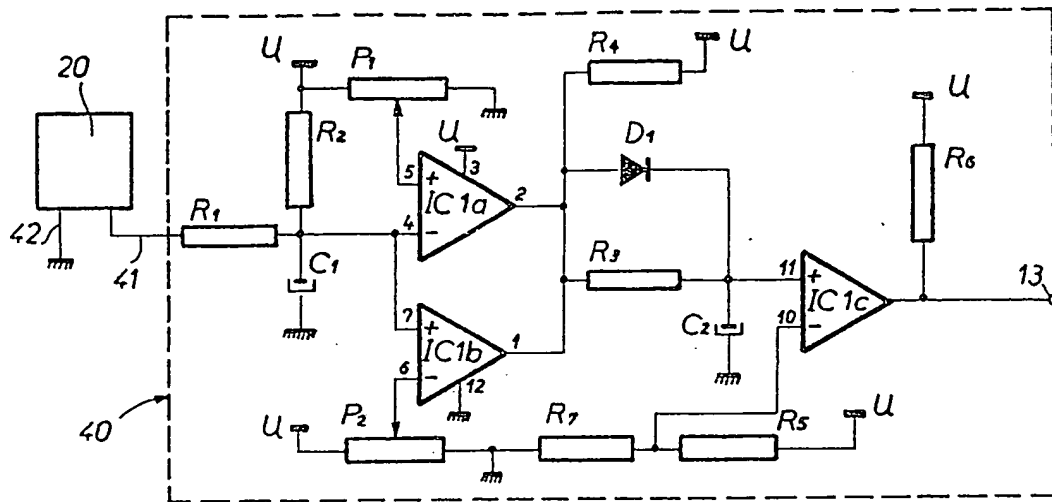 U
P₁
R₄
U
20
U
R₂
U
D₁
R₆
3
5
+
IC1a
2
42
R₁
4
−
41
C₁
R₃
11
+
13
7
+
IC1c
IC1b
1
C₂
10
−
6
−
12
40
U
P₂
R₇
R₅
U